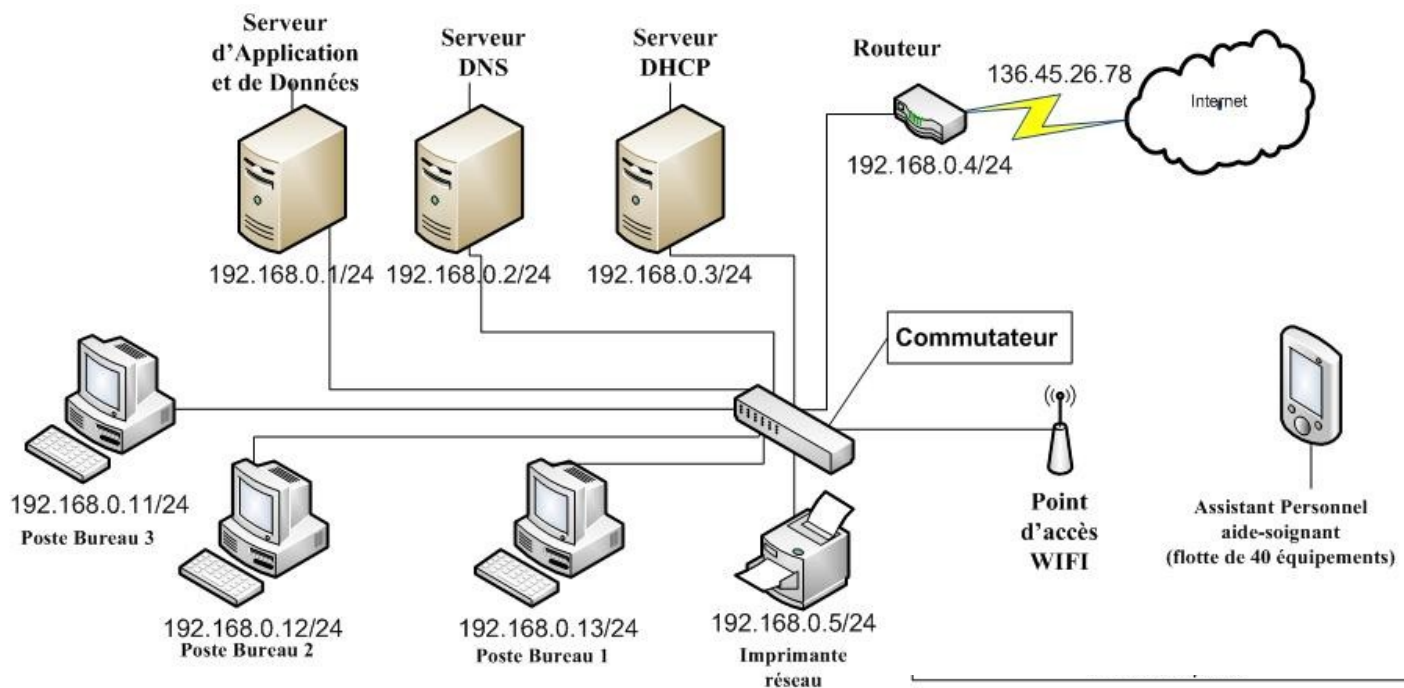 Serveur
d'Application
et de Données
Serveur
DNS
Serveur
DHCP
Routeur
136.45.26.78
Internet
192.168.0.4/24
192.168.0.1/24
192.168.0.2/24
192.168.0.3/24
Commutateur
192.168.0.11/24
Poste Bureau 3
192.168.0.12/24
Poste Bureau 2
192.168.0.13/24
Poste Bureau 1
192.168.0.5/24
Imprimante
réseau
Point
d'accès
WIFI
Assistant Personnel
aide-soignant
(flotte de 40 équipements)